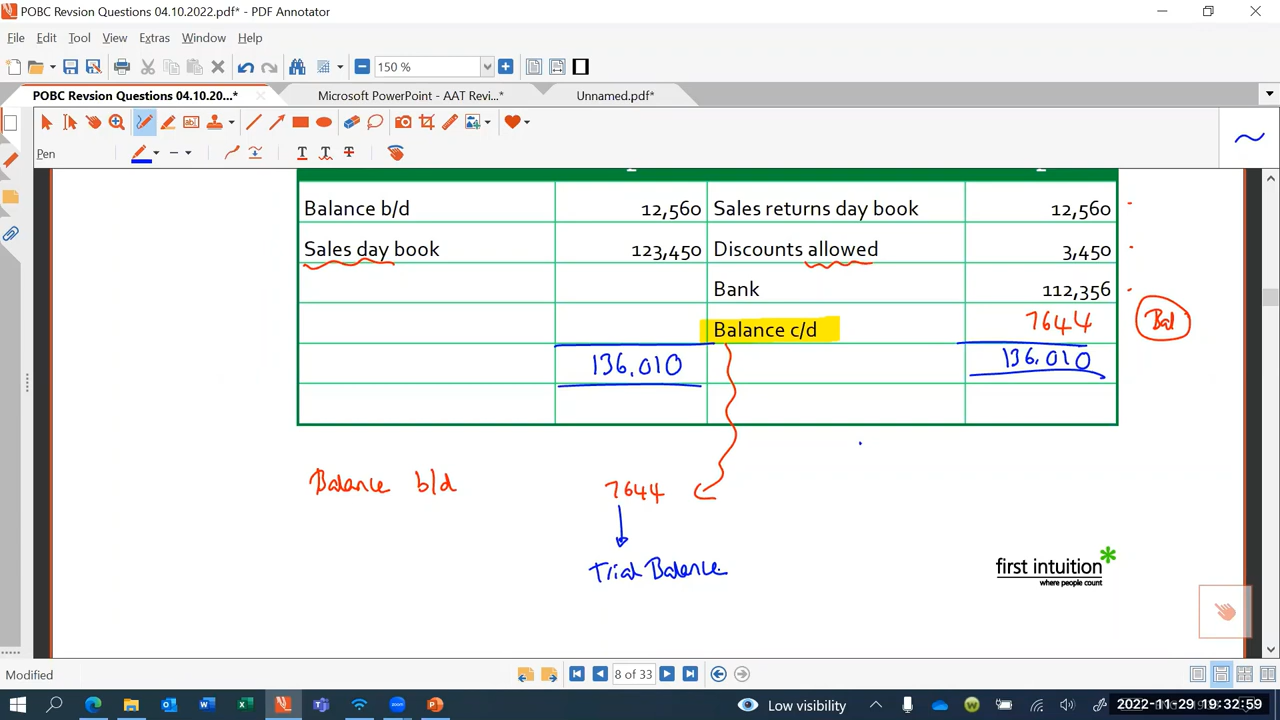 POBC Revision Questions 04.10.2022.pdf* - PDF Annotator
File Edit Tool View Extras Window Help
150 %
POBC Revsion Questions 04.10.20...* Microsoft PowerPoint - AAT Revi...* Unnamed.pdf*
Pen
Balance b/d 12,560 Sales returns day book 12,560
Sales day book 123,450 Discounts allowed 3,450
Bank 112,356
Balance c/d 7644 Bal
136,010 136,010
Balance b/d 7644
Trial Balance
first intuition*
where people count
Modified 8 of 33
Low visibility 2022-11-29 19:32:59